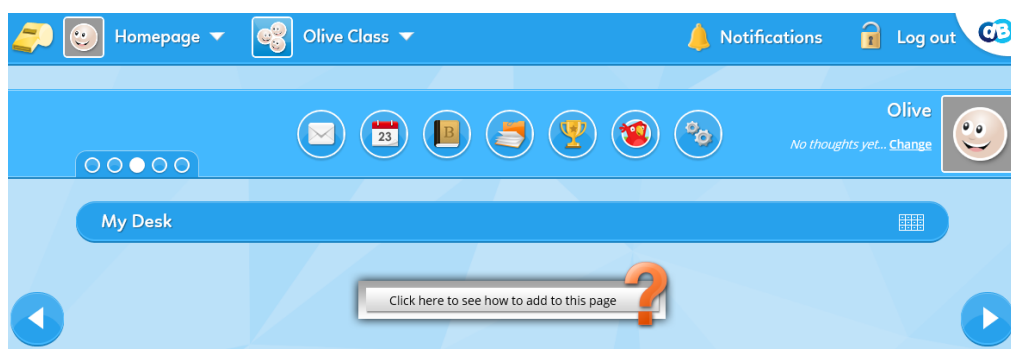 Homepage
Olive Class
Notifications
Log out
OB
23
B
Olive
No thoughts yet... Change
My Desk
Click here to see how to add to this page
?